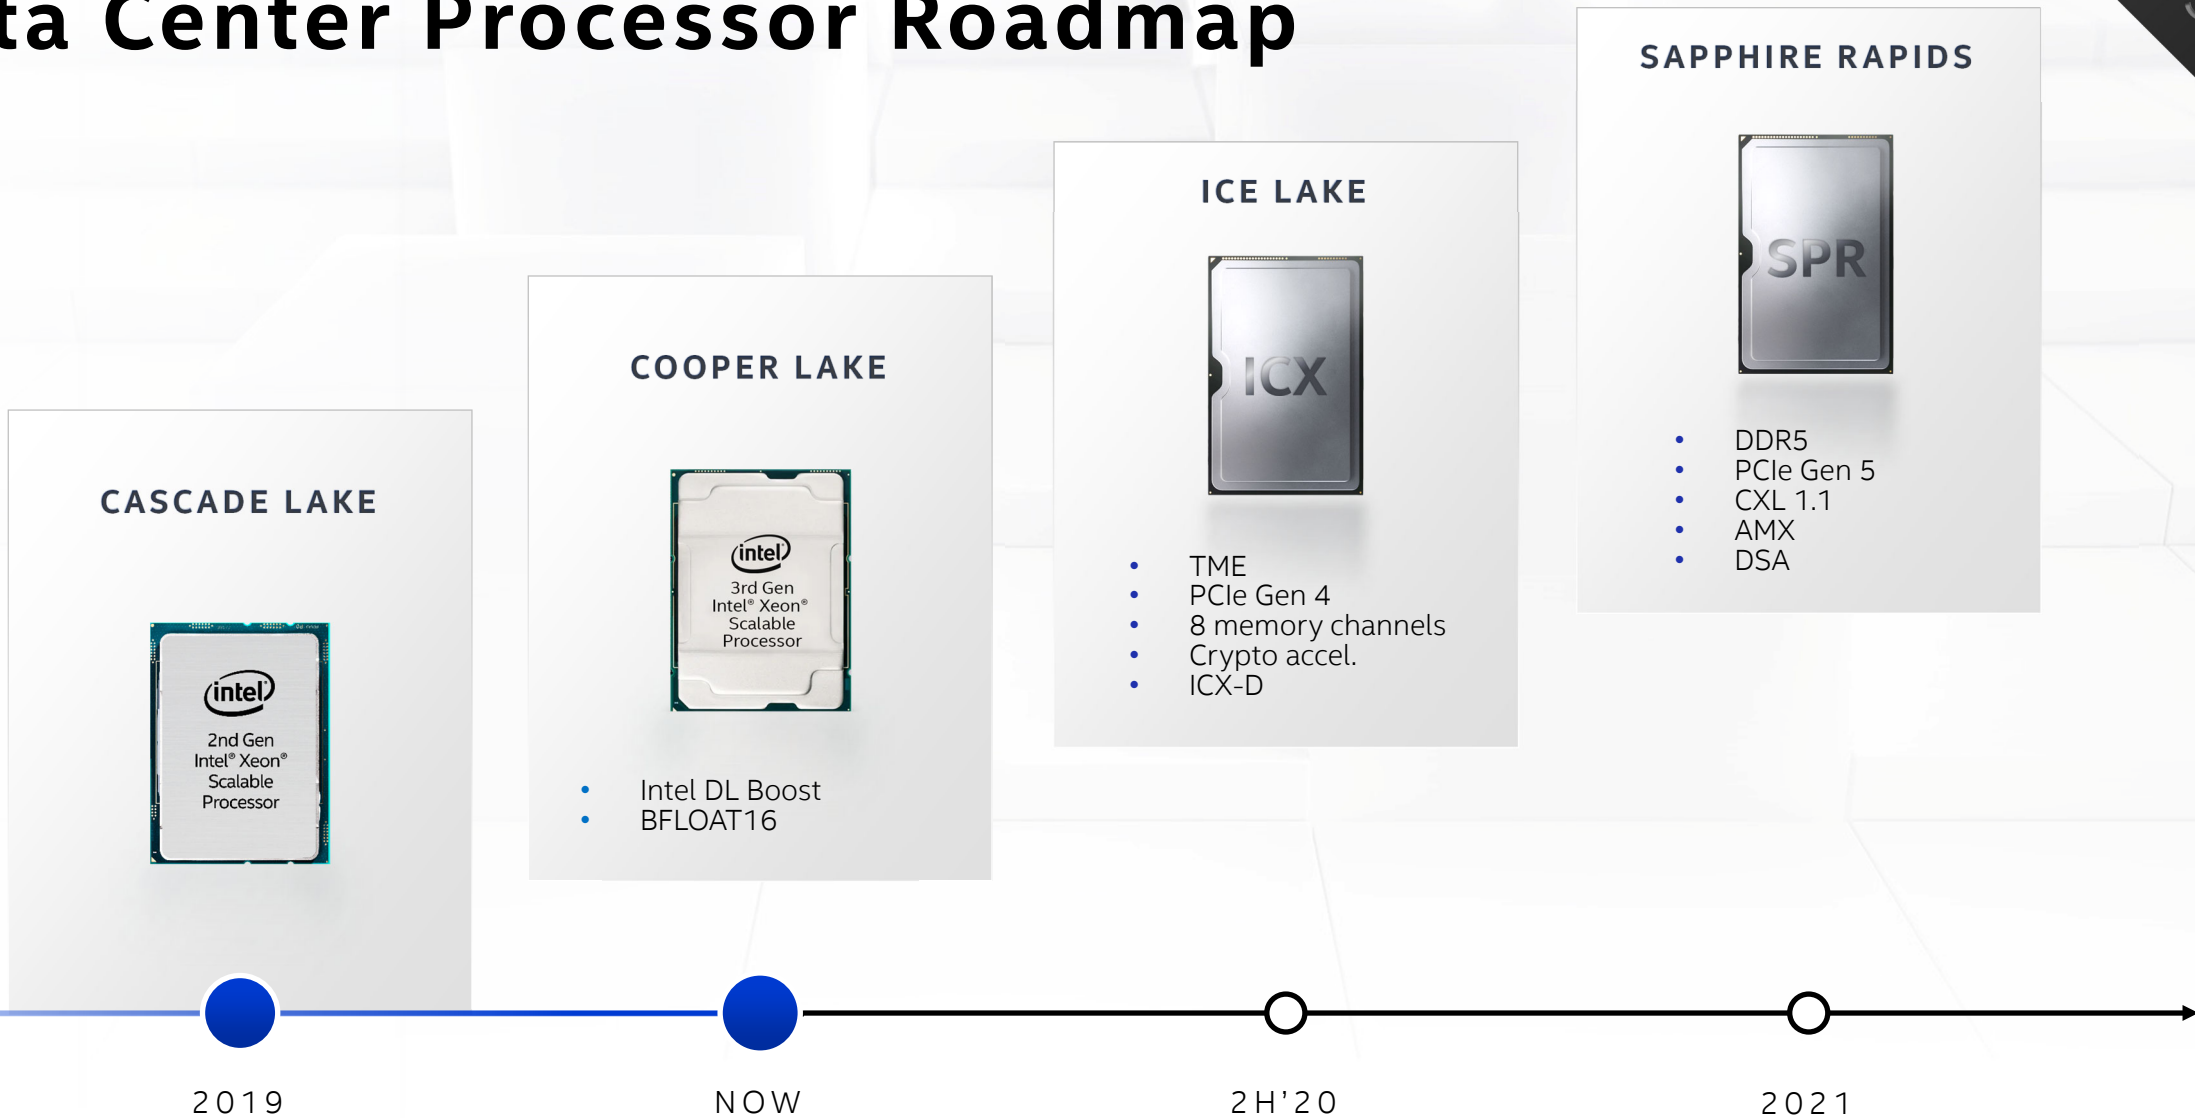 ta Center Processor Roadmap
CASCADE LAKE
intel
2nd Gen
Intel® Xeon®
Scalable
Processor
COOPER LAKE
intel
3rd Gen
Intel® Xeon®
Scalable
Processor
• Intel DL Boost
• BFLOAT16
ICE LAKE
ICX
• TME
• PCIe Gen 4
• 8 memory channels
• Crypto accel.
• ICX-D
SAPPHIRE RAPIDS
SPR
• DDR5
• PCIe Gen 5
• CXL 1.1
• AMX
• DSA
2019
NOW
2H’20
2021